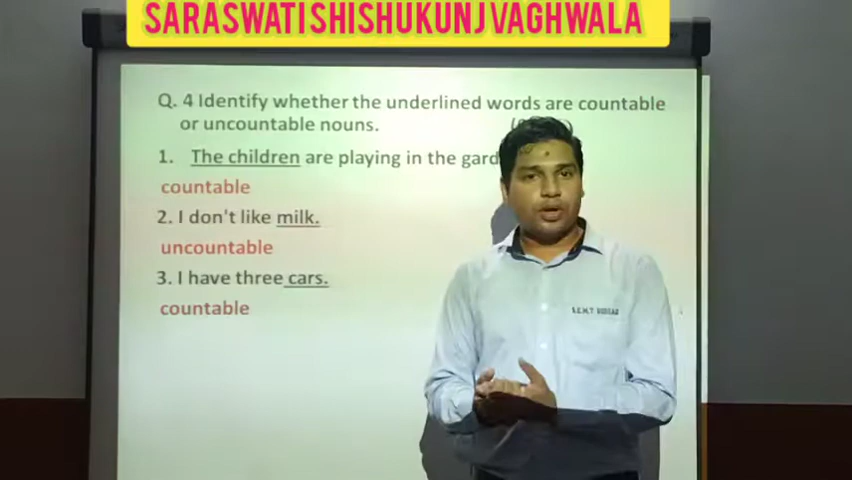 SARASWATI SHISHUKUNJ VAGHWALA
Q. 4 Identify whether the underlined words are countable
or uncountable nouns.
1. The children are playing in the
countable
2. I don't like milk.
uncountable
3. I have three cars.
countable